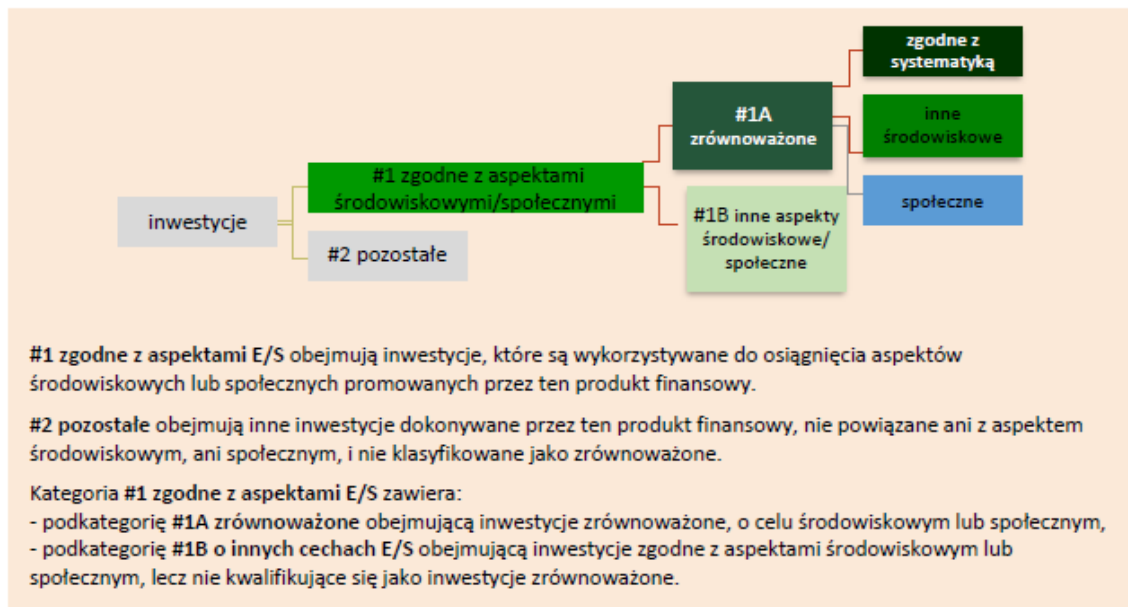 zgodne z
systematyką
#1A
zrównoważone
inne
środowiskowe
#1 zgodne z aspektami
środowiskowymi/społecznymi
społeczne
inwestycje
#1B inne aspekty
środowiskowe/
społeczne
#2 pozostałe
#1 zgodne z aspektami E/S obejmują inwestycje, które są wykorzystywane do osiągnięcia aspektów
środowiskowych lub społecznych promowanych przez ten produkt finansowy.
#2 pozostałe obejmują inne inwestycje dokonywane przez ten produkt finansowy, nie powiązane ani z aspektem
środowiskowym, ani społecznym, i nie klasyfikowane jako zrównoważone.
Kategoria #1 zgodne z aspektami E/S zawiera:
- podkategorię #1A zrównoważone obejmującą inwestycje zrównoważone, o celu środowiskowym lub społecznym,
- podkategorię #1B o innych cechach E/S obejmującą inwestycje zgodne z aspektami środowiskowym lub
społecznym, lecz nie kwalifikujące się jako inwestycje zrównoważone.